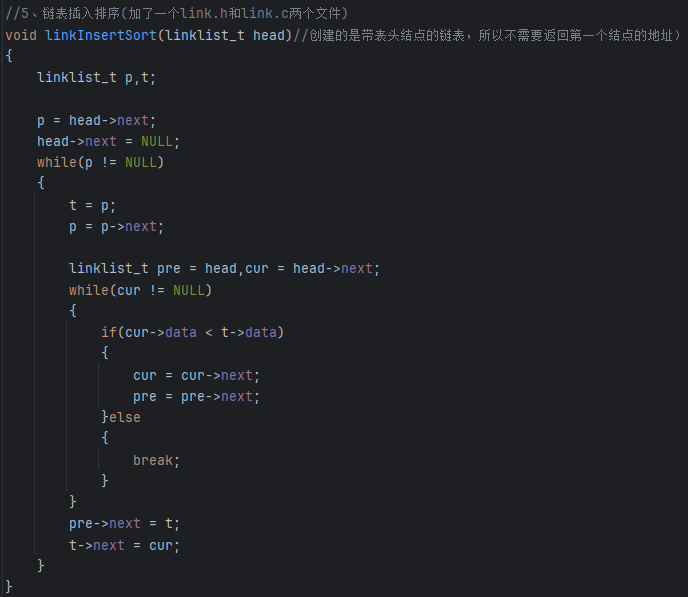 //5、链表插入排序(加了一个link.h和link.c两个文件)
void linkInsertSort(linklist_t head)//创建的是带表头结点的链表，所以不需要返回第一个结点的地址）
{
    linklist_t p,t;

    p = head->next;
    head->next = NULL;
    while(p != NULL)
    {
        t = p;
        p = p->next;

        linklist_t pre = head,cur = head->next;
        while(cur != NULL)
        {
            if(cur->data < t->data)
            {
                cur = cur->next;
                pre = pre->next;
            }else
            {
                break;
            }
        }
        pre->next = t;
        t->next = cur;
    }
}